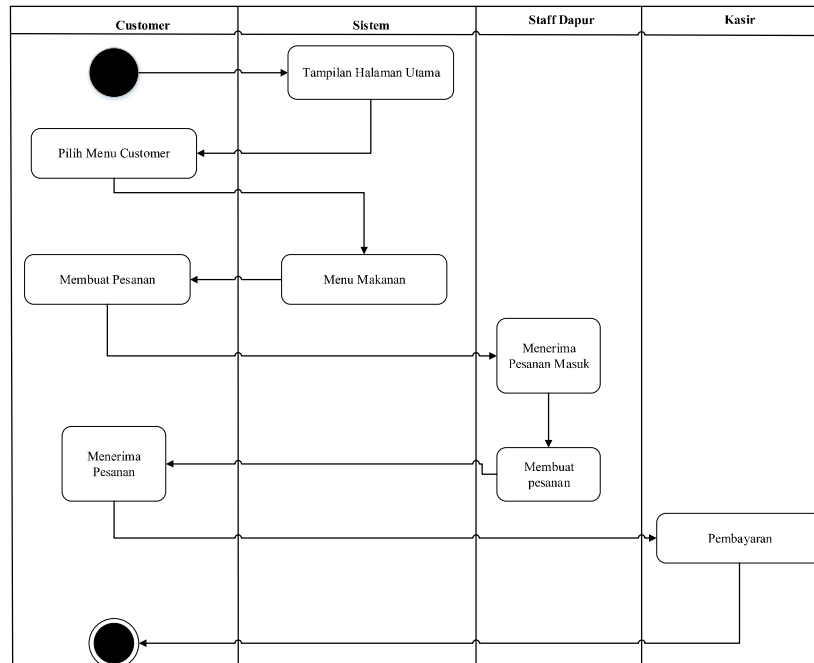 Customer
Sistem
Staff Dapur
Kasir
Tampilan Halaman Utama
Pilih Menu Customer
Membuat Pesanan
Menu Makanan
Menerima
Pesanan Masuk
Menerima
Pesanan
Membuat
pesanan
Pembayaran